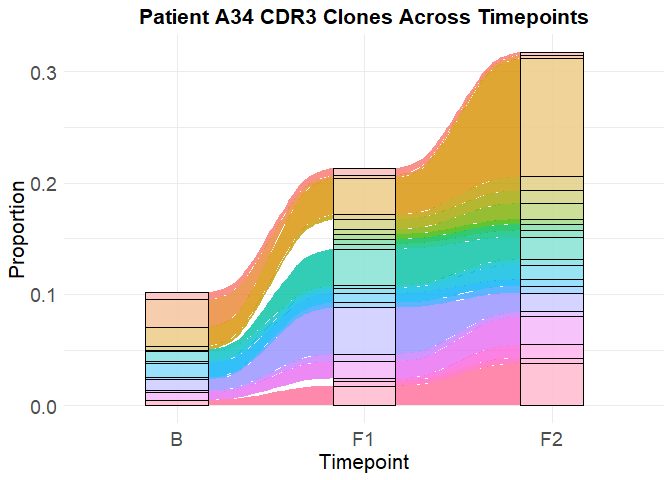 Patient A34 CDR3 Clones Across Timepoints
Proportion
0.3
0.2
0.1
0.0
B F1 F2
Timepoint